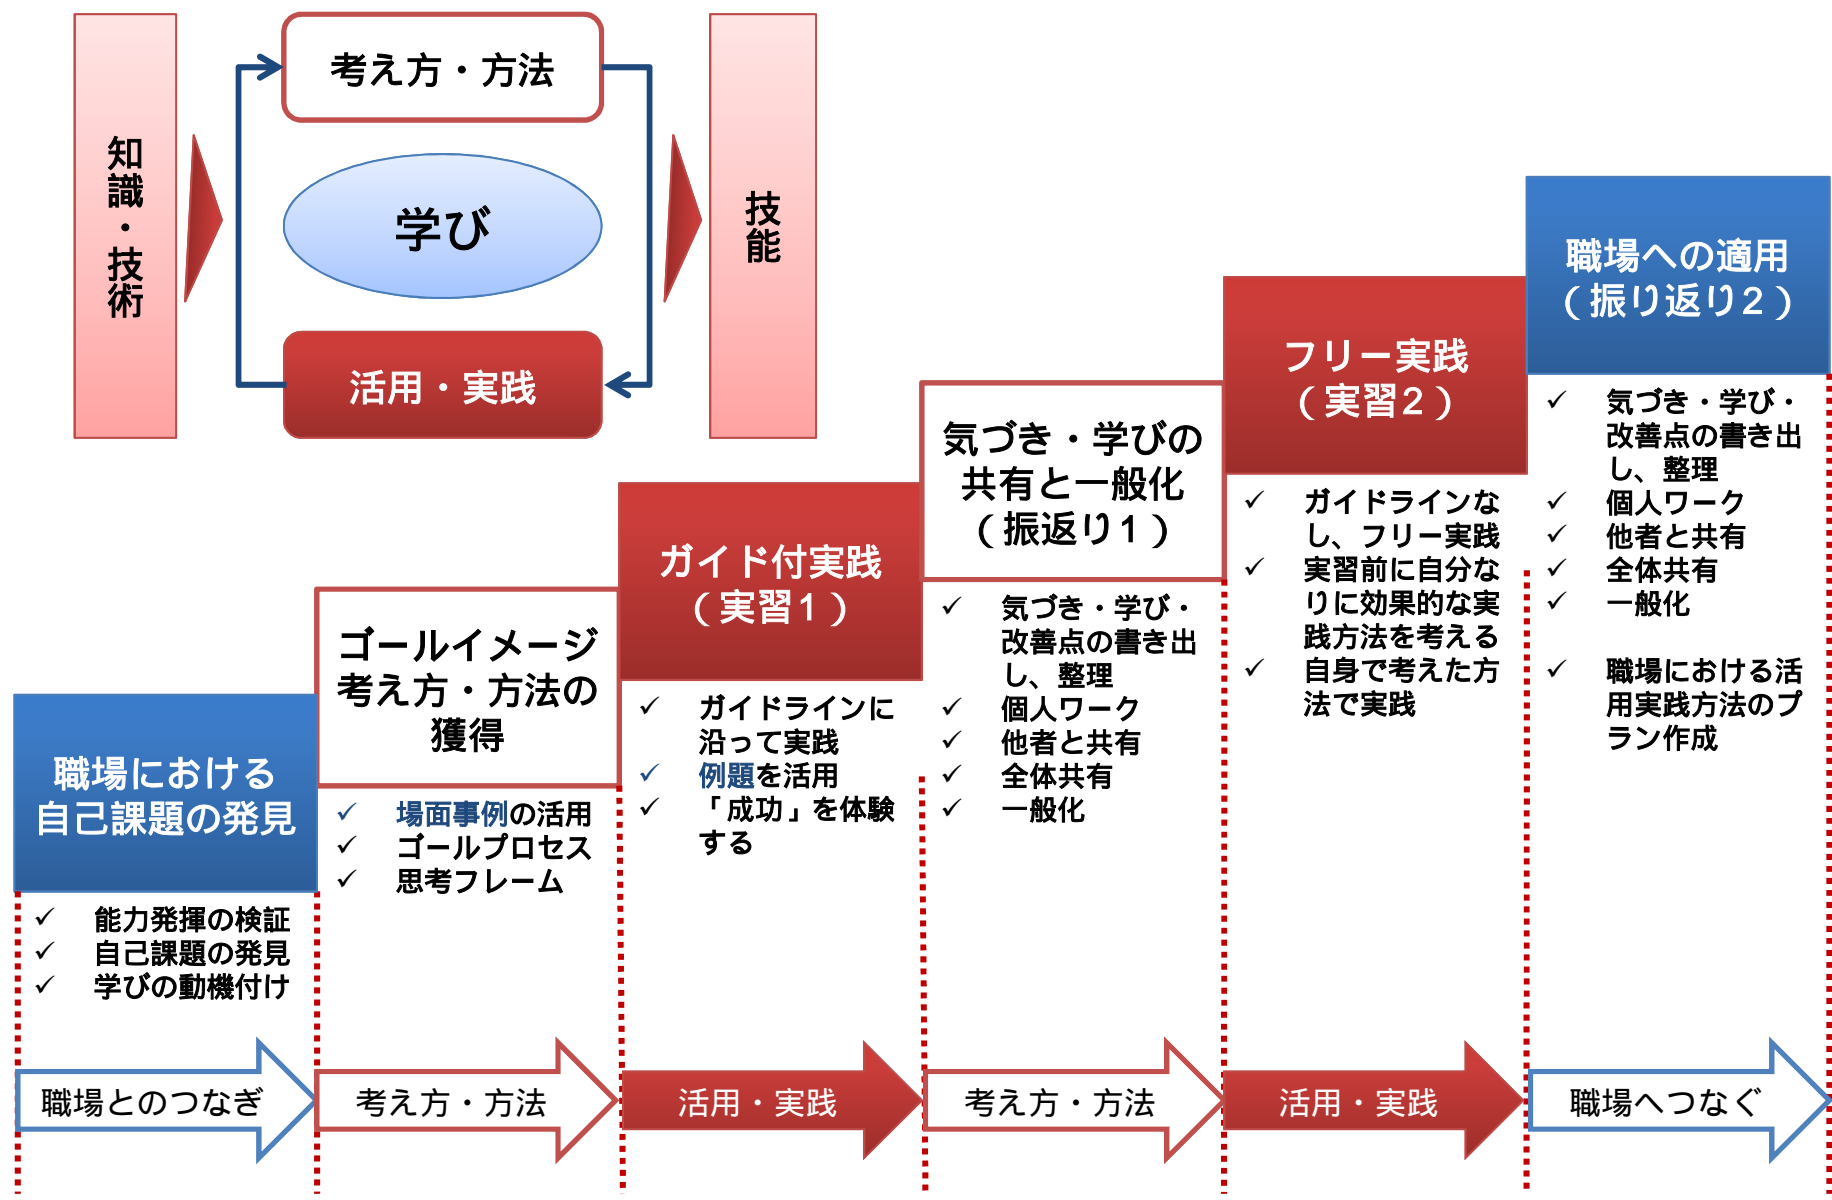 知識・技術
考え方・方法
学び
活用・実践
技能
職場における
自己課題の発見
✓ 能力発揮の検証
✓ 自己課題の発見
✓ 学びの動機付け
ゴールイメージ
考え方・方法の
獲得
✓ 場面事例の活用
✓ ゴールプロセス
✓ 思考フレーム
ガイド付実践
（実習1）
✓ ガイドラインに
沿って実践
✓ 例題を活用
✓ 「成功」を体験
する
気づき・学びの
共有と一般化
（振返り1）
✓ 気づき・学び・
改善点の書き出
し、整理
✓ 個人ワーク
✓ 他者と共有
✓ 全体共有
✓ 一般化
フリー実践
（実習2）
✓ ガイドラインな
し、フリー実践
✓ 実習前に自分な
りに効果的な実
践方法を考える
✓ 自身で考えた方
法で実践
職場への適用
（振り返り2）
✓ 気づき・学び・
改善点の書き出
し、整理
✓ 個人ワーク
✓ 他者と共有
✓ 全体共有
✓ 一般化
✓ 職場における活
用実践方法のプ
ラン作成
職場とのつなぎ
考え方・方法
活用・実践
考え方・方法
活用・実践
職場へつなぐ